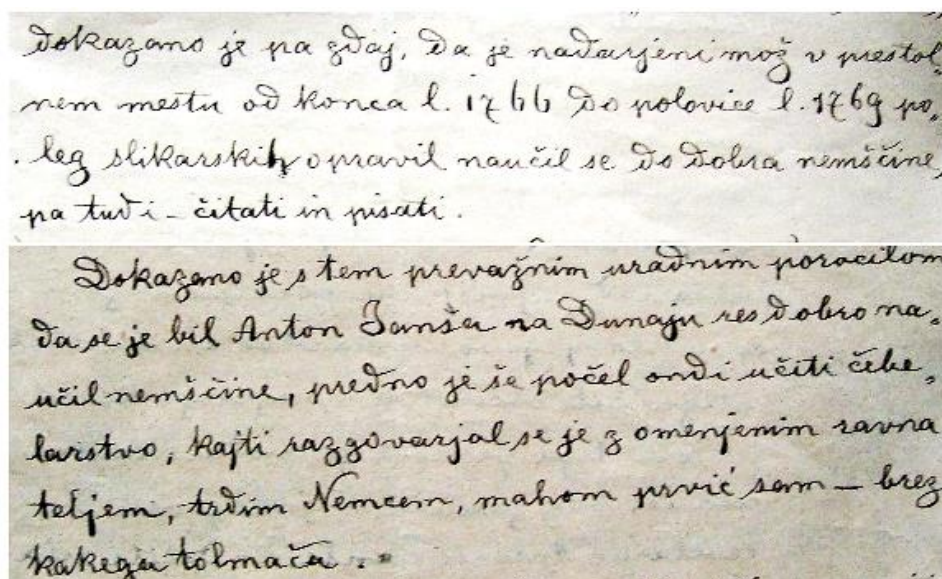 dokazano je pa zdaj, da je nadarjeni mož v prestol-
nem mestu od konca l. 1766 do polovice l. 1769 po-
leg slikarskih opravil naučil se do dobra nemščine,
pa tudi – čitati in pisati.
Dokazano je s tem prevažnim uradnim poročilom
da se je bil Anton Janša na Dunaju res dobro na-
učil nemščine, predno je še počel ondi učiti čebe-
larstvo, kajti razgovarjal se je z omenjenim ravna
teljem, trdim Nemcem, mahom prvič sam – brez
kakega tolmača.